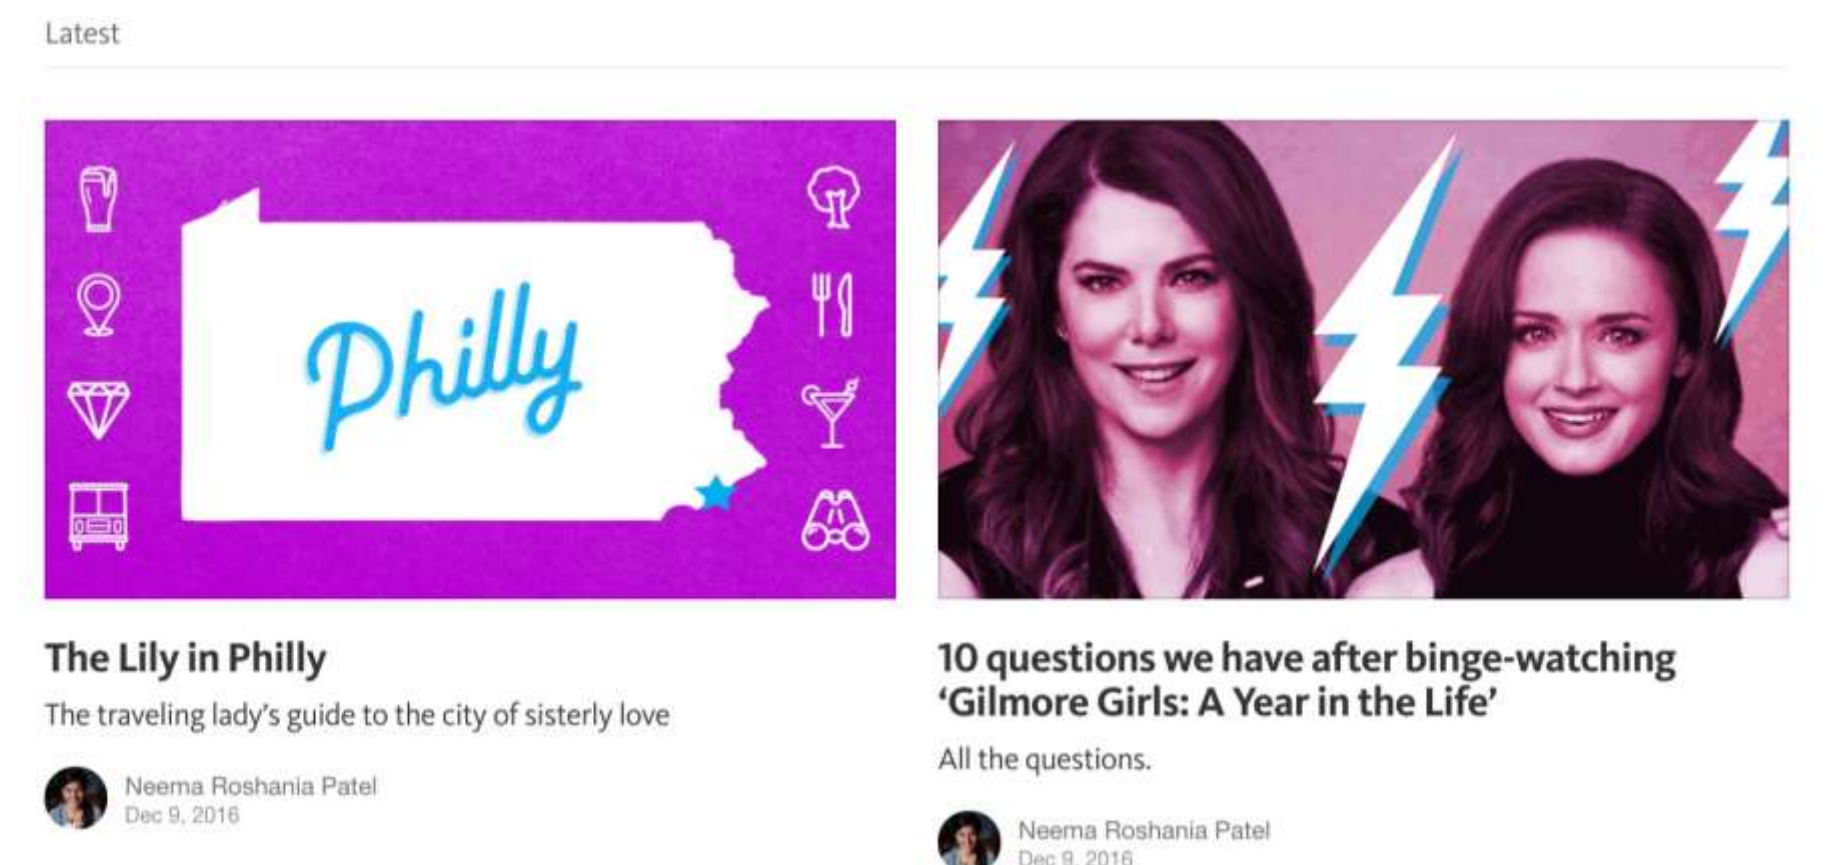 Latest
Philly
The Lily in Philly
The traveling lady's guide to the city of sisterly love
Neema Roshania Patel
Dec 9, 2016
10 questions we have after binge-watching
‘Gilmore Girls: A Year in the Life’
All the questions.
Neema Roshania Patel
Dec 9, 2016